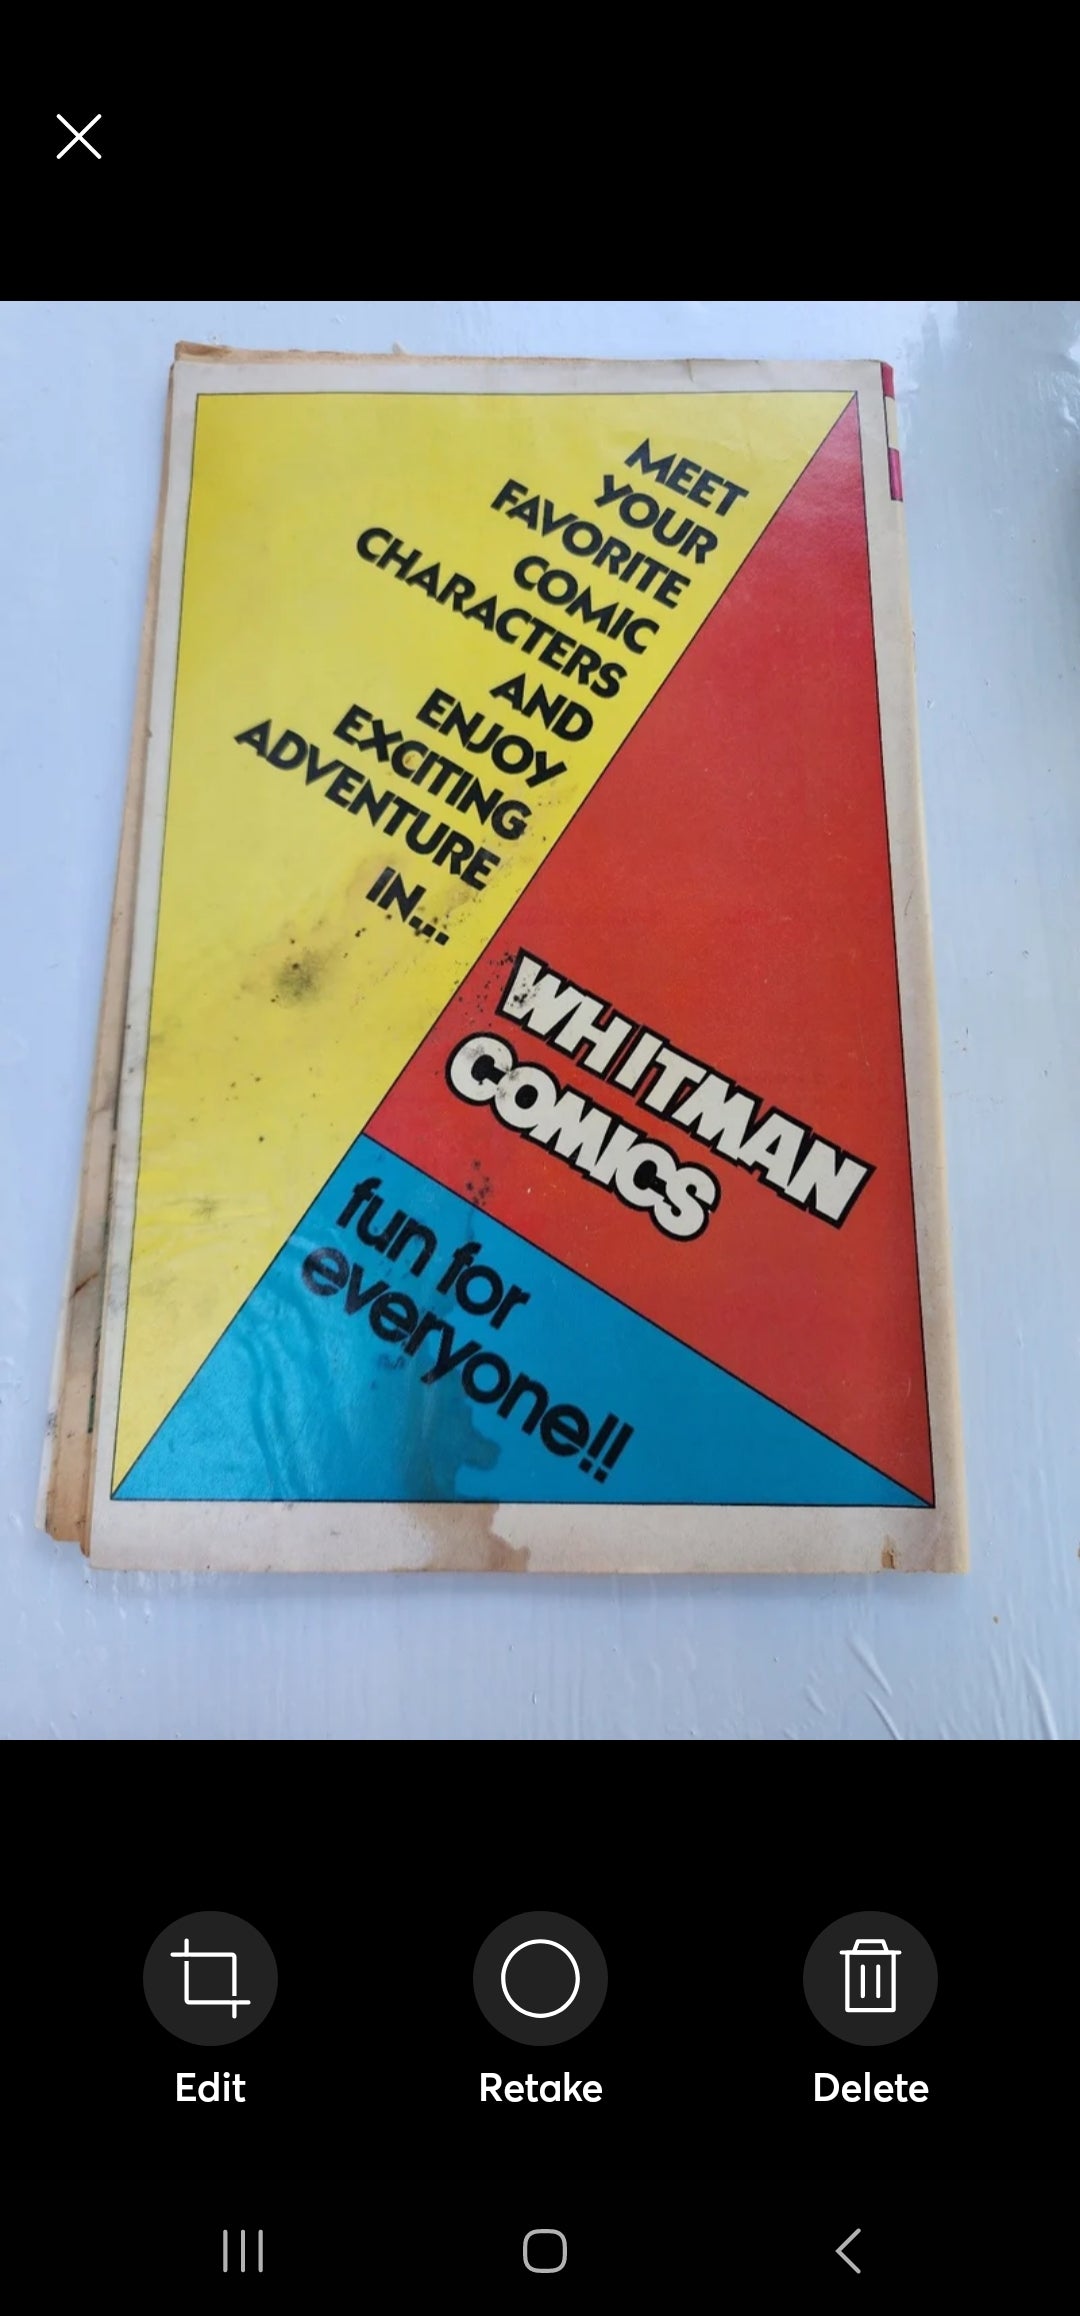 MEET
YOUR
FAVORITE
COMIC
CHARACTERS
AND
ENJOY
EXCITING
ADVENTURE
IN...
WHITMAN
COMICS
fun for
everyone!!
Edit
Retake
Delete